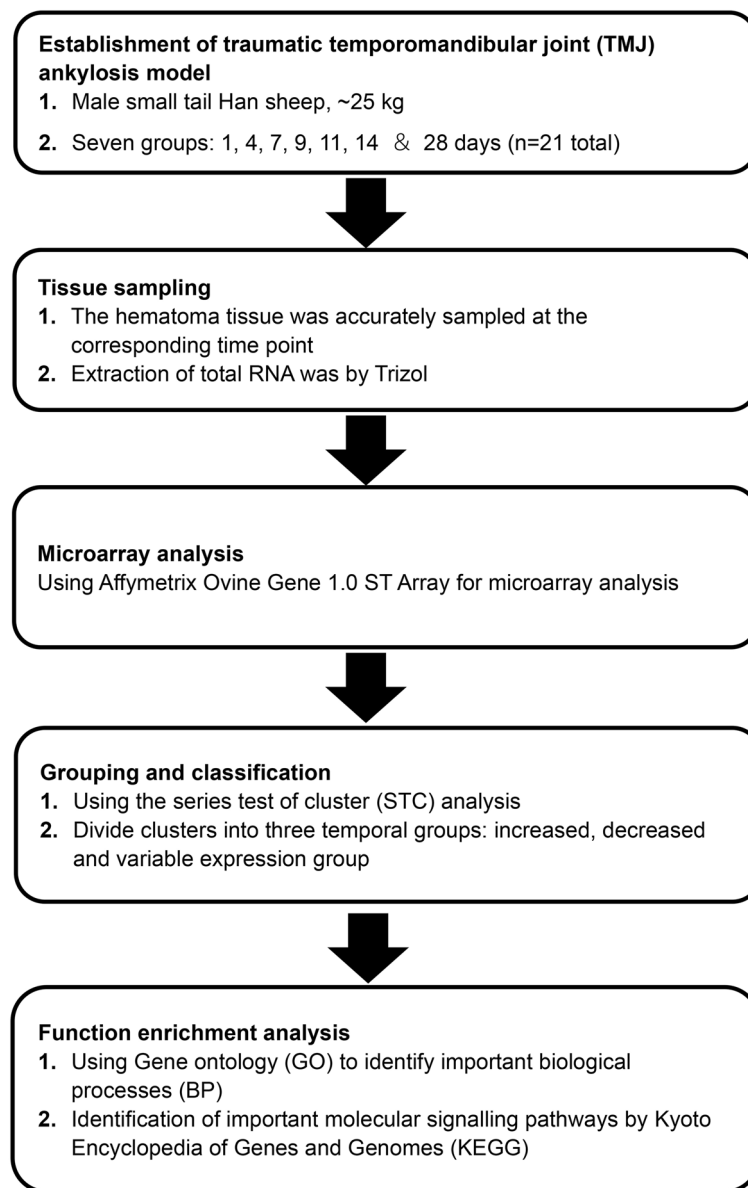 Establishment of traumatic temporomandibular joint (TMJ)
ankylosis model
1. Male small tail Han sheep, ~25 kg
2. Seven groups: 1, 4, 7, 9, 11, 14 & 28 days (n=21 total)
Tissue sampling
1. The hematoma tissue was accurately sampled at the
corresponding time point
2. Extraction of total RNA was by Trizol
Microarray analysis
Using Affymetrix Ovine Gene 1.0 ST Array for microarray analysis
Grouping and classification
1. Using the series test of cluster (STC) analysis
2. Divide clusters into three temporal groups: increased, decreased
and variable expression group
Function enrichment analysis
1. Using Gene ontology (GO) to identify important biological
processes (BP)
2. Identification of important molecular signalling pathways by Kyoto
Encyclopedia of Genes and Genomes (KEGG)